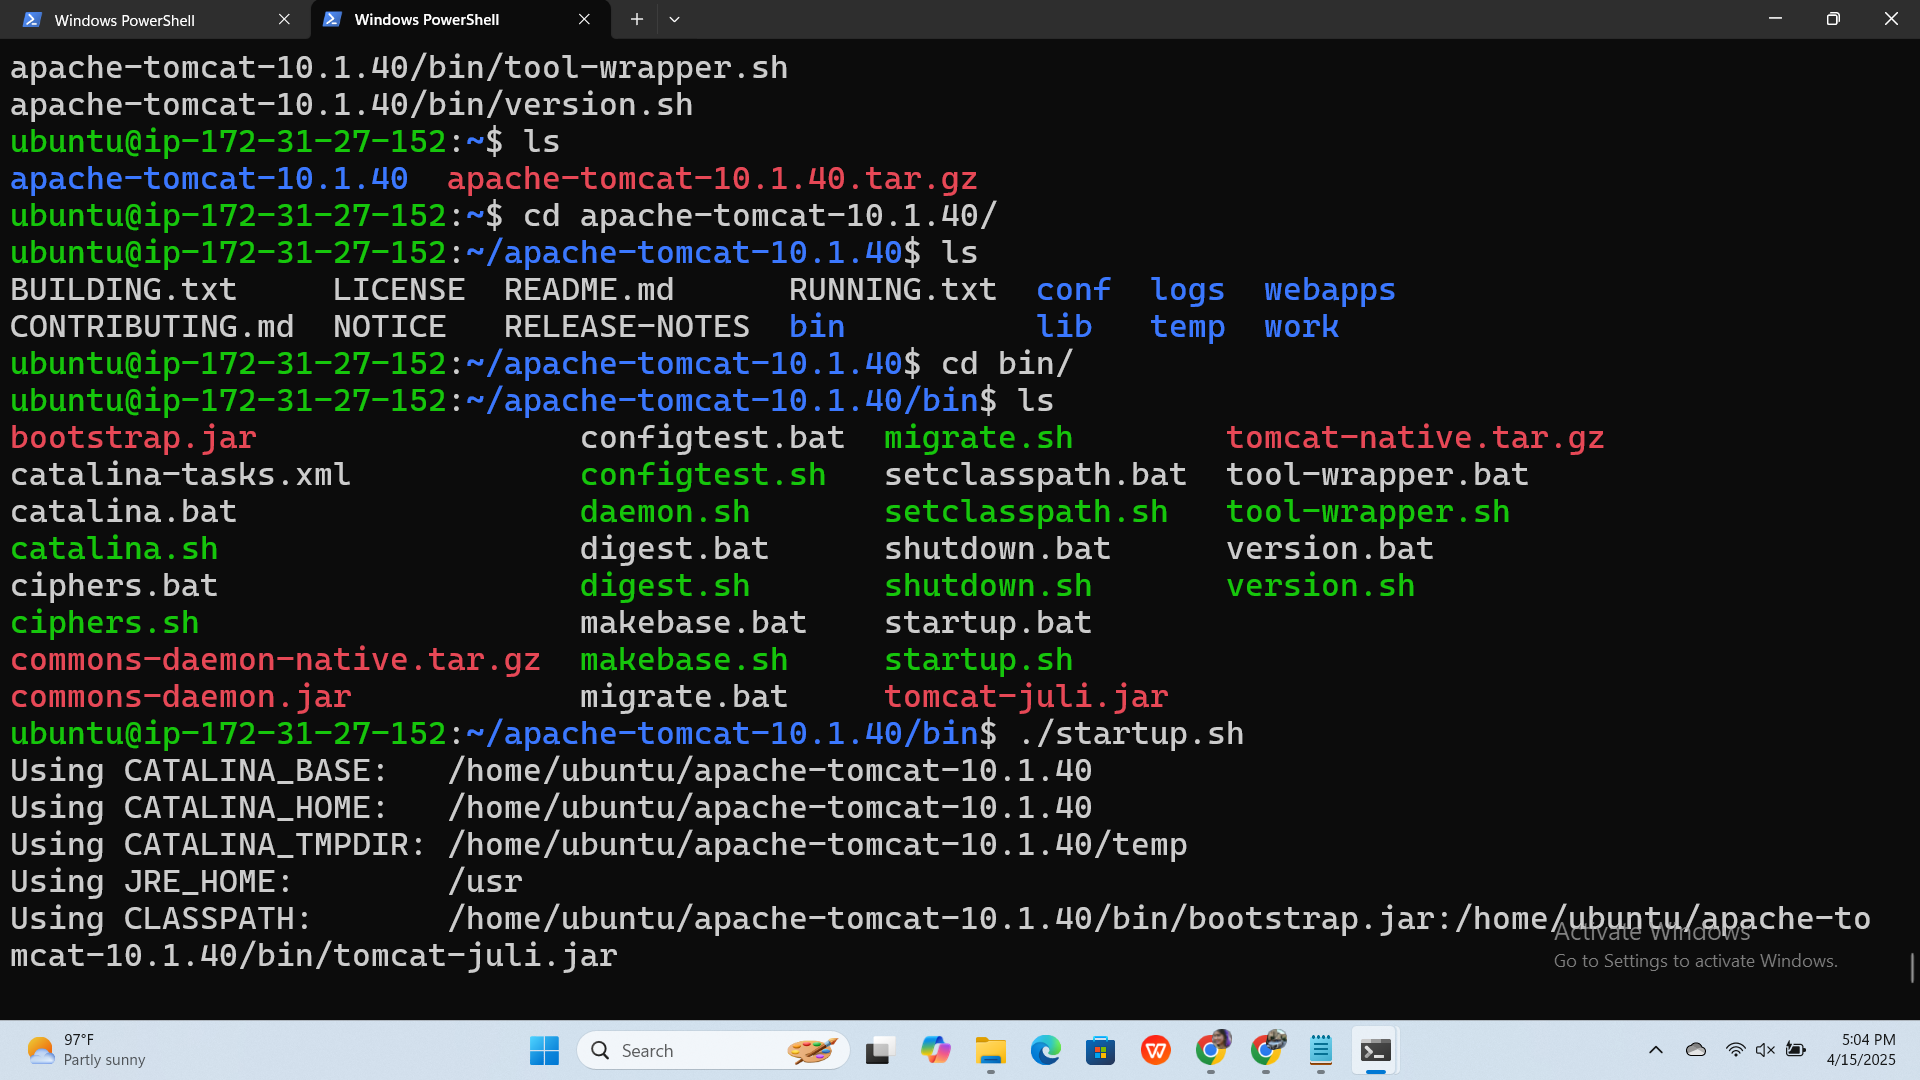 Windows PowerShell
Windows PowerShell
apache-tomcat-10.1.40/bin/tool-wrapper.sh
apache-tomcat-10.1.40/bin/version.sh
ubuntu@ip-172-31-27-152:~$ ls
apache-tomcat-10.1.40  apache-tomcat-10.1.40.tar.gz
ubuntu@ip-172-31-27-152:~$ cd apache-tomcat-10.1.40/
ubuntu@ip-172-31-27-152:~/apache-tomcat-10.1.40$ ls
BUILDING.txt     LICENSE  README.md      RUNNING.txt  conf  logs  webapps
CONTRIBUTING.md  NOTICE   RELEASE-NOTES  bin          lib   temp  work
ubuntu@ip-172-31-27-152:~/apache-tomcat-10.1.40$ cd bin/
ubuntu@ip-172-31-27-152:~/apache-tomcat-10.1.40/bin$ ls
bootstrap.jar                 configtest.bat  migrate.sh        tomcat-native.tar.gz
catalina-tasks.xml            configtest.sh   setclasspath.bat  tool-wrapper.bat
catalina.bat                  daemon.sh       setclasspath.sh   tool-wrapper.sh
catalina.sh                   digest.bat      shutdown.bat      version.bat
ciphers.bat                   digest.sh       shutdown.sh       version.sh
ciphers.sh                    makebase.bat    startup.bat
commons-daemon-native.tar.gz  makebase.sh     startup.sh
commons-daemon.jar            migrate.bat     tomcat-juli.jar
ubuntu@ip-172-31-27-152:~/apache-tomcat-10.1.40/bin$ ./startup.sh
Using CATALINA_BASE:   /home/ubuntu/apache-tomcat-10.1.40
Using CATALINA_HOME:   /home/ubuntu/apache-tomcat-10.1.40
Using CATALINA_TMPDIR: /home/ubuntu/apache-tomcat-10.1.40/temp
Using JRE_HOME:        /usr
Using CLASSPATH:       /home/ubuntu/apache-tomcat-10.1.40/bin/bootstrap.jar:/home/ubuntu/apache-to
mcat-10.1.40/bin/tomcat-juli.jar
Activate Windows
Go to Settings to activate Windows.
97°F
Partly sunny
Search
5:04 PM
4/15/2025